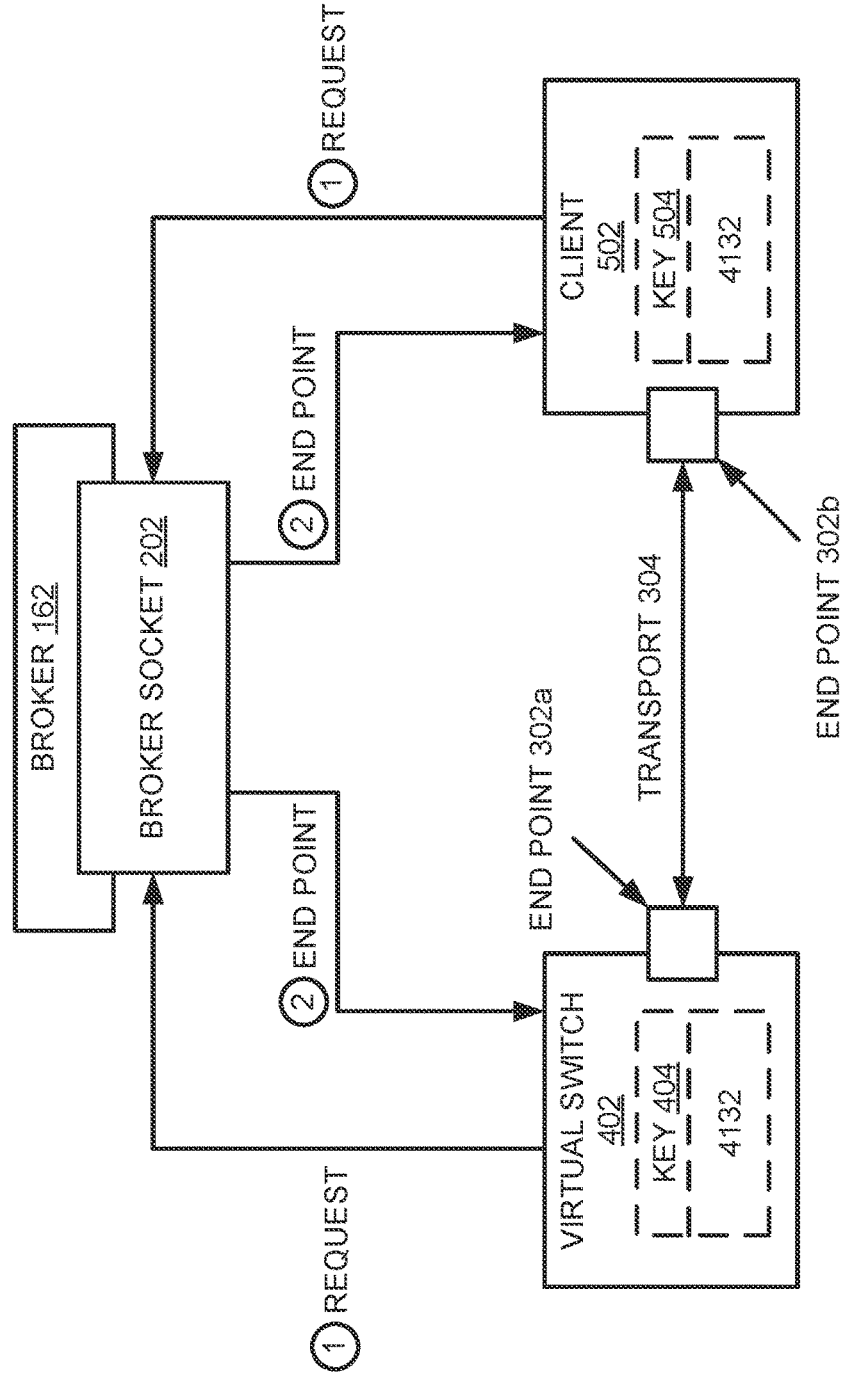 BROKER 162
BROKER SOCKET 202
1 REQUEST
2 END POINT
2 END POINT
1 REQUEST
VIRTUAL SWITCH
402
KEY 404
4132
END POINT 302a
TRANSPORT 304
END POINT 302b
CLIENT
502
KEY 504
4132